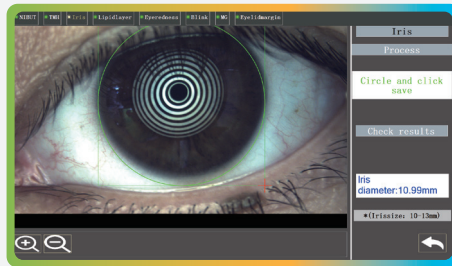 NIBUT TMH Iris Lipidlayer Eyeredness Blink MG Eyelidmargin
Iris
Process
Circle and click
save
Check results
Iris
diameter:10.99mm
*(Irissize: 10-13mm)